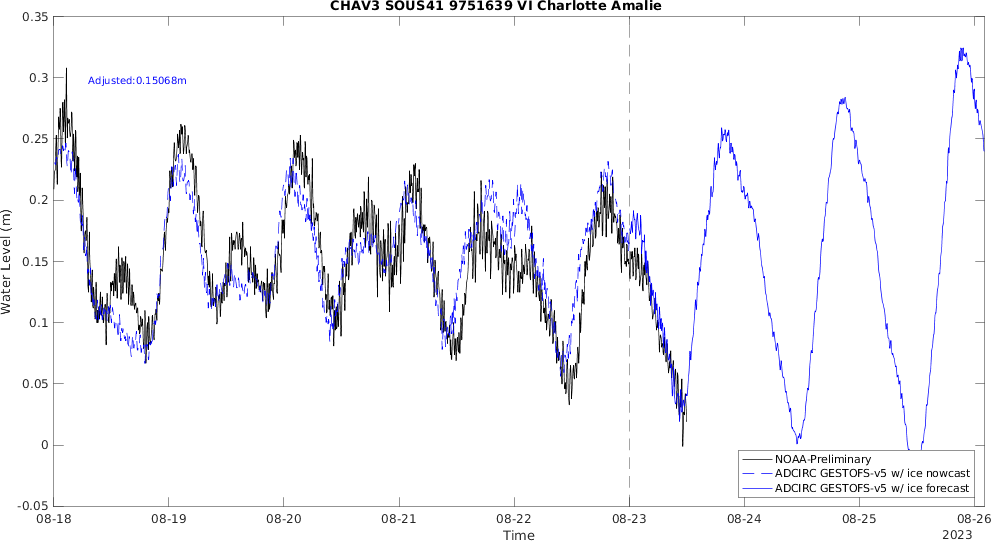 CHAV3 SOUS41 9751639 VI Charlotte Amalie
Adjusted:0.15068m
0.35
0.3
0.25
0.2
0.15
0.1
0.05
0
-0.05
Water Level (m)
NOAA-Preliminary
ADCIRC GESTOFS-v5 w/ ice nowcast
ADCIRC GESTOFS-v5 w/ ice forecast
08-18 08-19 08-20 08-21 08-22 08-23 08-24 08-25 08-26
Time
2023